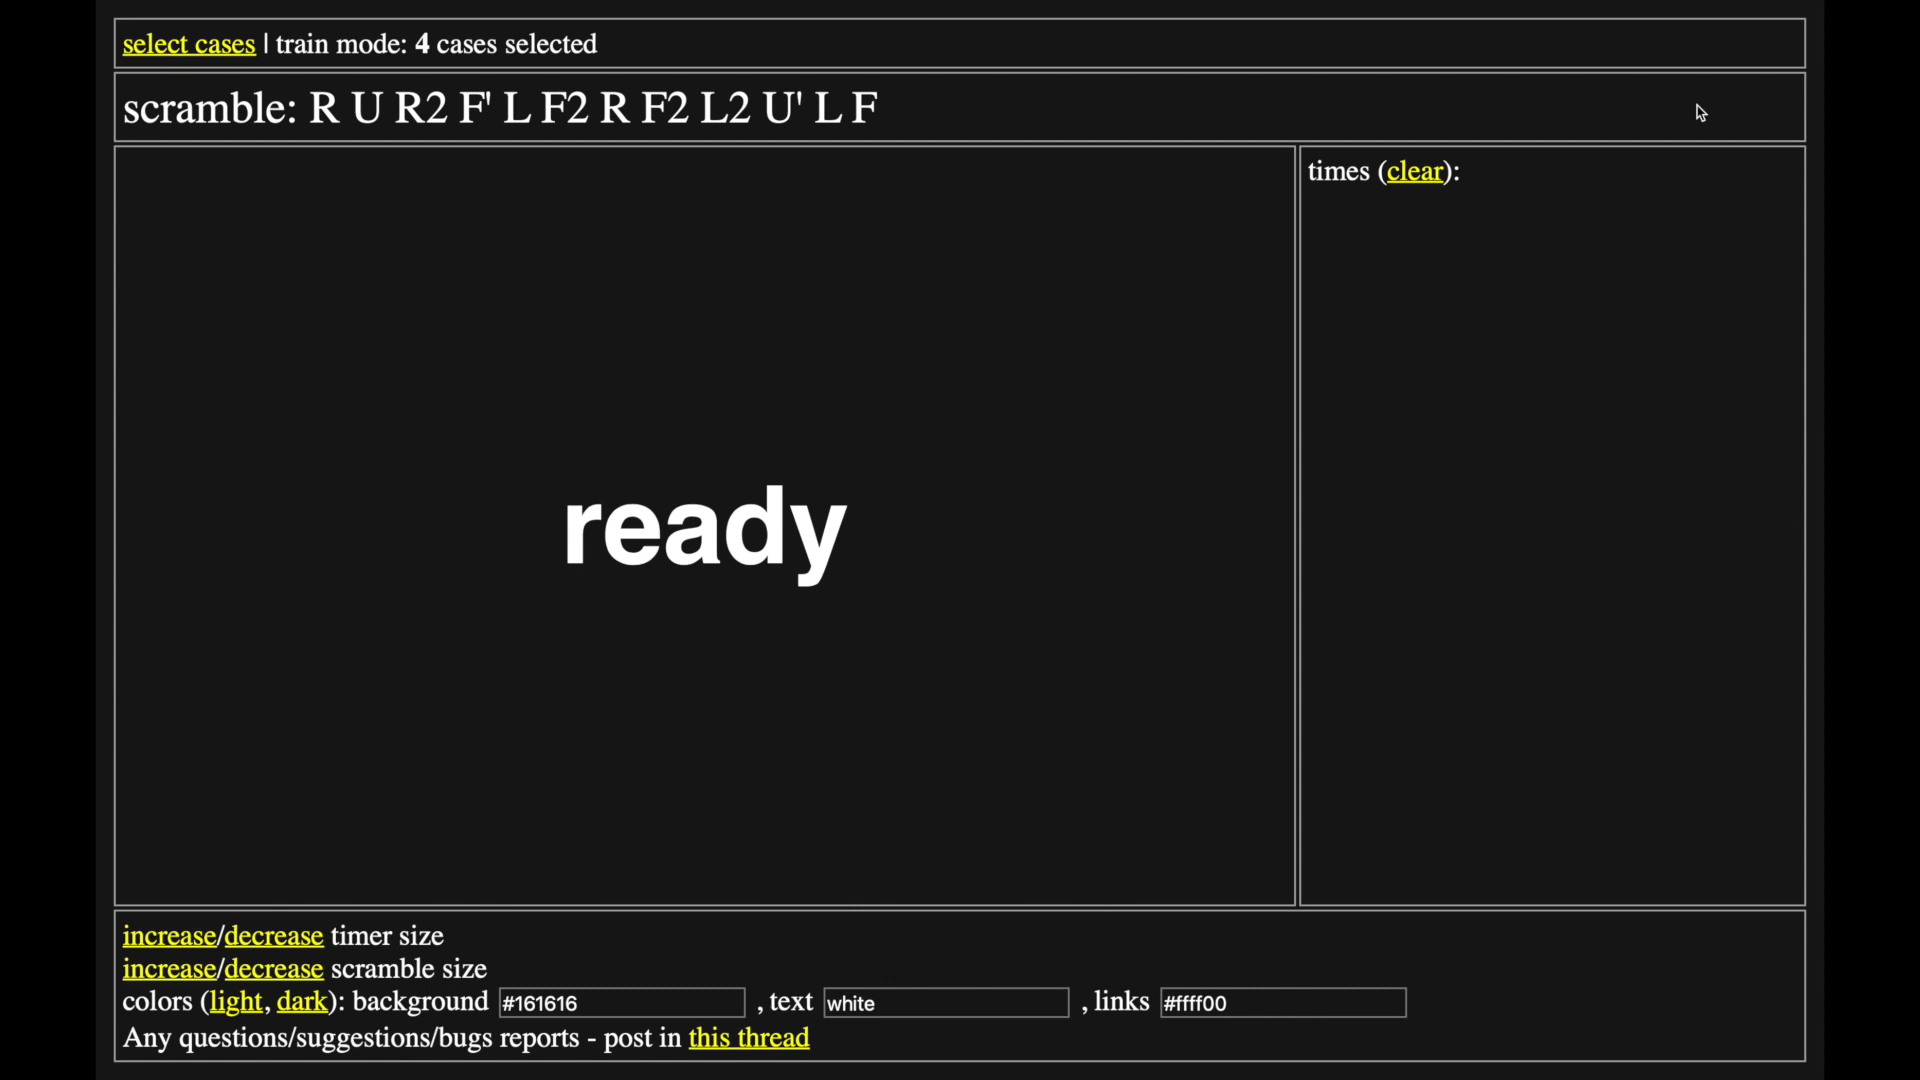 select cases | train mode: 4 cases selected
scramble: R U R2 F' L F2 R F2 L2 U' L F
times (clear):
ready
increase/decrease timer size
increase/decrease scramble size
colors (light, dark): background #161616 , text white , links #ffff00
Any questions/suggestions/bugs reports - post in this thread